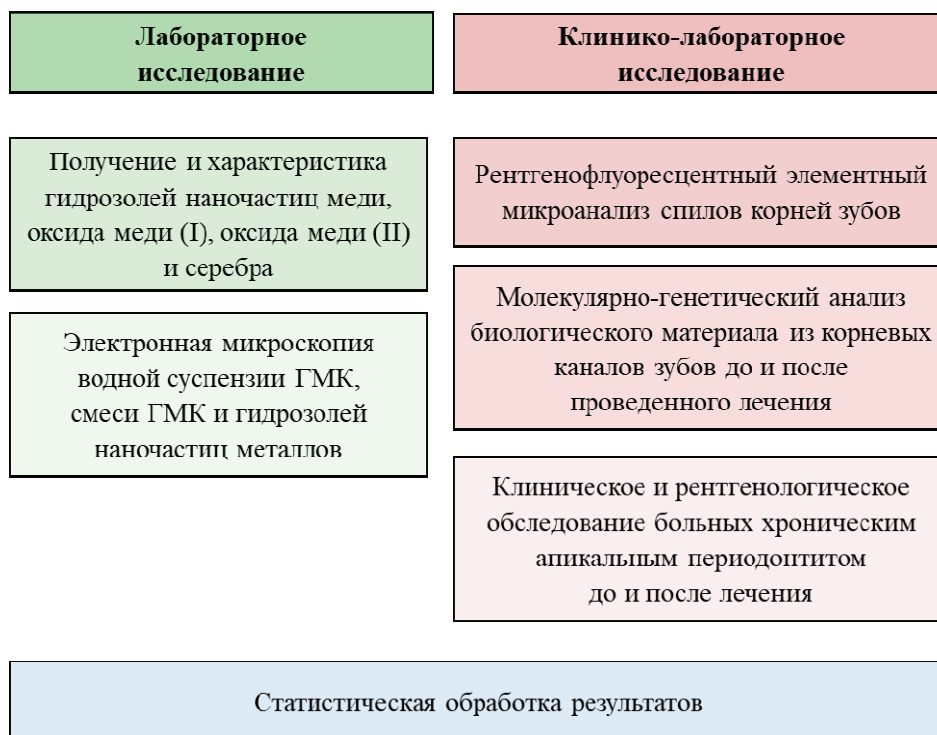 Лабораторное
исследование
Клинико-лабораторное
исследование
Получение и характеристика
гидрозолей наночастиц меди,
оксида меди (I), оксида меди (II)
и серебра
Электронная микроскопия
водной суспензии ГМК,
смеси ГМК и гидрозолей
наночастиц металлов
Рентгенофлуоресцентный элементный
микроанализ спилов корней зубов
Молекулярно-генетический анализ
биологического материала из корневых
каналов зубов до и после
проведенного лечения
Клиническое и рентгенологическое
обследование больных хроническим
апикальным периодонтитом
до и после лечения
Статистическая обработка результатов